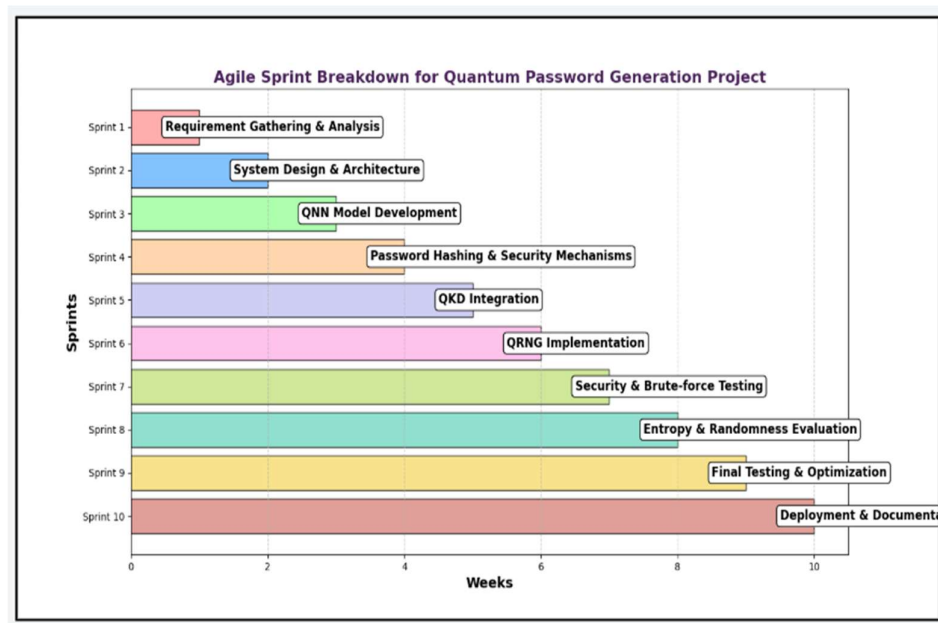 Agile Sprint Breakdown for Quantum Password Generation Project
Sprint 1 Requirement Gathering & Analysis
Sprint 2 System Design & Architecture
Sprint 3 QNN Model Development
Sprint 4 Password Hashing & Security Mechanisms
Sprint 5 QKD Integration
Sprint 6 QRNG Implementation
Sprint 7 Security & Brute-force Testing
Sprint 8 Entropy & Randomness Evaluation
Sprint 9 Final Testing & Optimization
Sprint 10 Deployment & Documenta
Sprints
0 2 4 6 8 10
Weeks